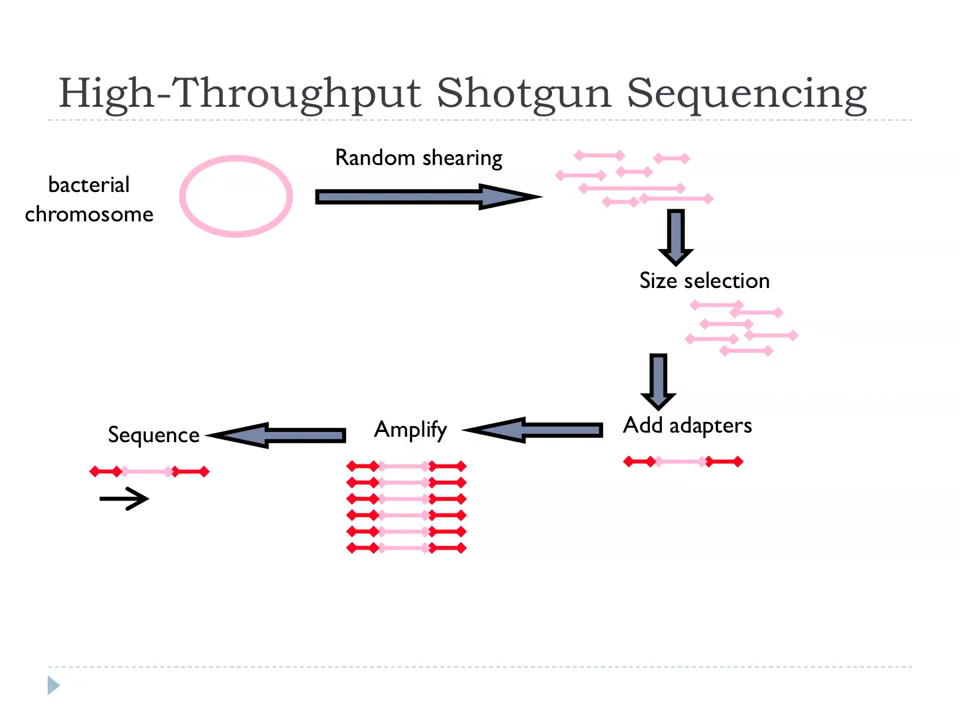 High-Throughput Shotgun Sequencing
bacterial
chromosome
Random shearing
Size selection
Add adapters
Amplify
Sequence